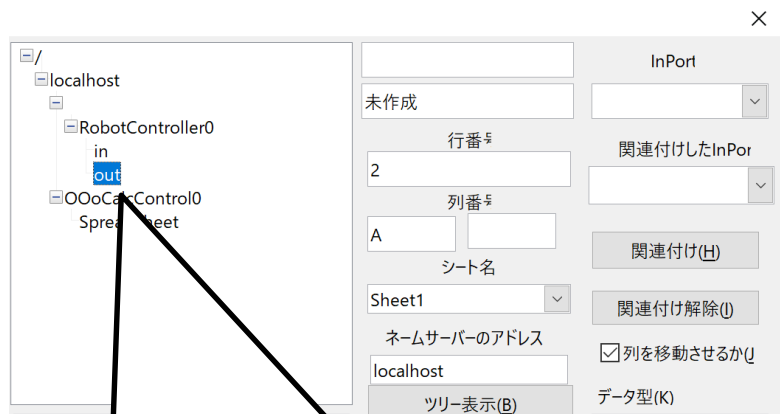 /
localhost
RobotController0
in
out
OOoCalcControl0
Spreadsheet
未作成
行番号
2
列番号
A
シート名
Sheet1
ネームサーバーのアドレス
localhost
ツリー表示(B)
InPort
関連付けしたInPor
関連付け(H)
関連付け解除(I)
列を移動させるか(J
データ型(K)